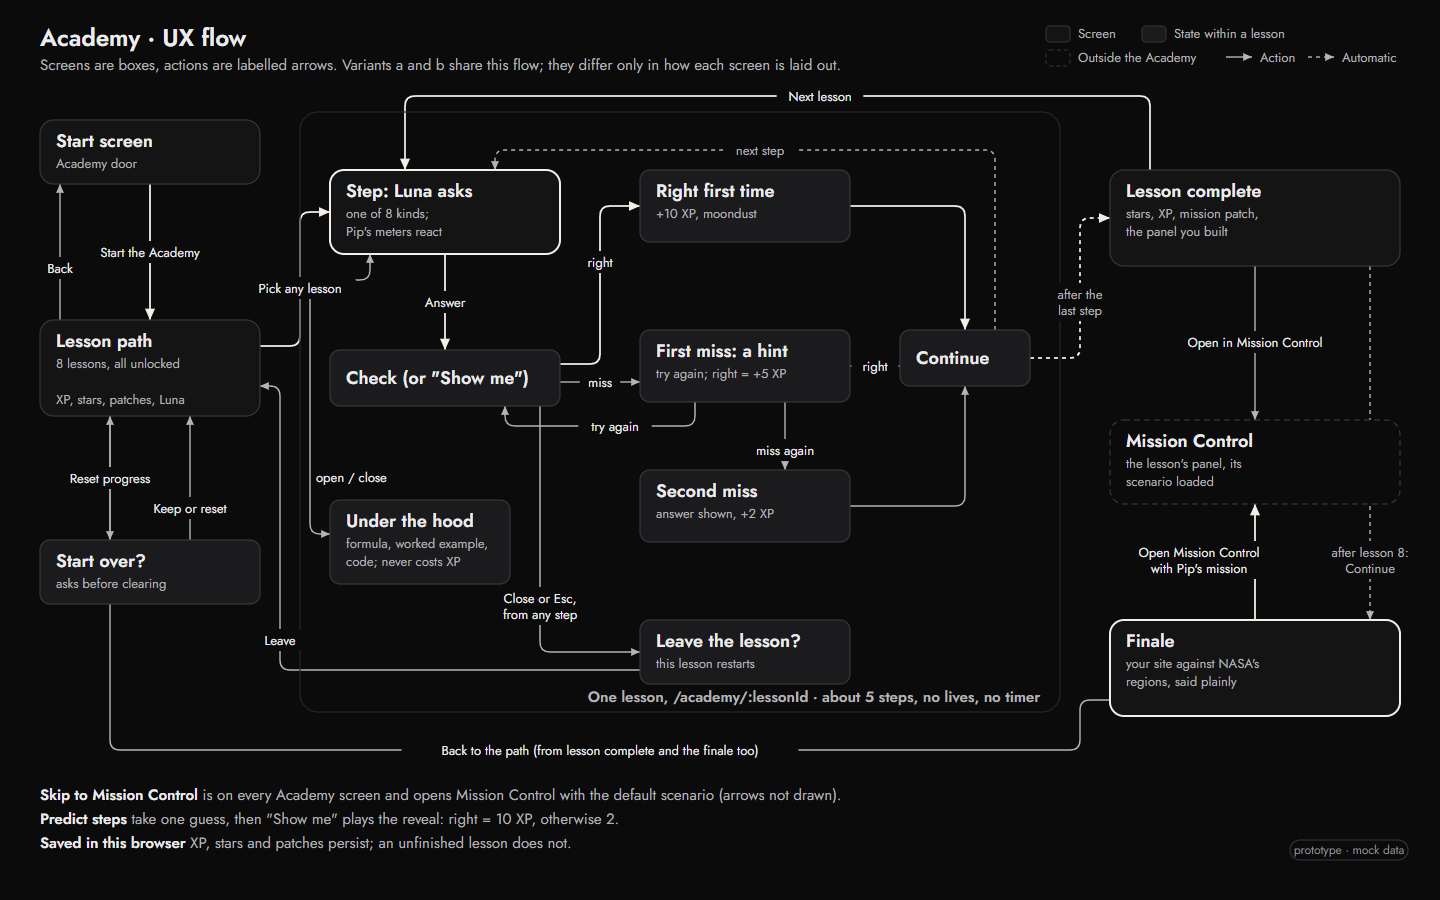 Academy · UX flow
Screens are boxes, actions are labelled arrows. Variants a and b share this flow; they differ only in how each screen is laid out.
Screen
State within a lesson
Outside the Academy
Action
Automatic
Next lesson
Start screen
Academy door
next step
Step: Luna asks
one of 8 kinds;
Pip's meters react
Right first time
+10 XP, moondust
Lesson complete
stars, XP, mission patch,
the panel you built
Back
Start the Academy
Pick any lesson
Answer
right
after the
last step
Lesson path
8 lessons, all unlocked
XP, stars, patches, Luna
Check (or "Show me")
miss
First miss: a hint
try again; right = +5 XP
right
Continue
Open in Mission Control
try again
miss again
Reset progress
Keep or reset
open / close
Mission Control
the lesson's panel, its
scenario loaded
Second miss
answer shown, +2 XP
Under the hood
formula, worked example,
code; never costs XP
Start over?
asks before clearing
Open Mission Control
with Pip's mission
after lesson 8:
Continue
Close or Esc,
from any step
Leave
Leave the lesson?
this lesson restarts
Finale
your site against NASA's
regions, said plainly
One lesson, /academy/:lessonId · about 5 steps, no lives, no timer
Back to the path (from lesson complete and the finale too)
Skip to Mission Control is on every Academy screen and opens Mission Control with the default scenario (arrows not drawn).
Predict steps take one guess, then "Show me" plays the reveal: right = 10 XP, otherwise 2.
Saved in this browser XP, stars and patches persist; an unfinished lesson does not.
prototype · mock data